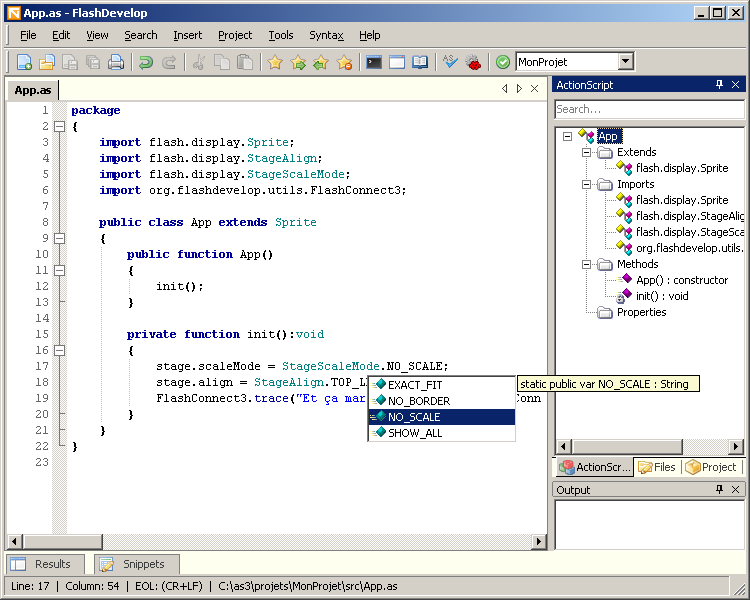 App.as - FlashDevelop
File Edit View Search Insert Project Tools Syntax Help
MonProjet
App.as
1 package
2 {
3 import flash.display.Sprite;
4 import flash.display.StageAlign;
5 import flash.display.StageScaleMode;
6 import org.flashdevelop.utils.FlashConnect3;
7
8 public class App extends Sprite
9 {
10 public function App()
11 {
12 init();
13 }
14
15 private function init():void
16 {
17 stage.scaleMode = StageScaleMode.NO_SCALE;
18 stage.align = StageAlign.TOP_L
19 FlashConnect3.trace("Et ça mar Conn
20 }
21 }
22 }
23
EXACT_FIT
NO_BORDER
NO_SCALE
SHOW_ALL
static public var NO_SCALE : String
ActionScript
Search...
App
Extends
flash.display.Sprite
Imports
flash.display.Sprite
flash.display.StageAlig
flash.display.StageSca
org.flashdevelop.utils.
Methods
App() : constructor
init() : void
Properties
ActionScr... Files Project
Output
Results Snippets
Line: 17 | Column: 54 | EOL: (CR+LF) | C:\as3\projets\MonProjet\src\App.as